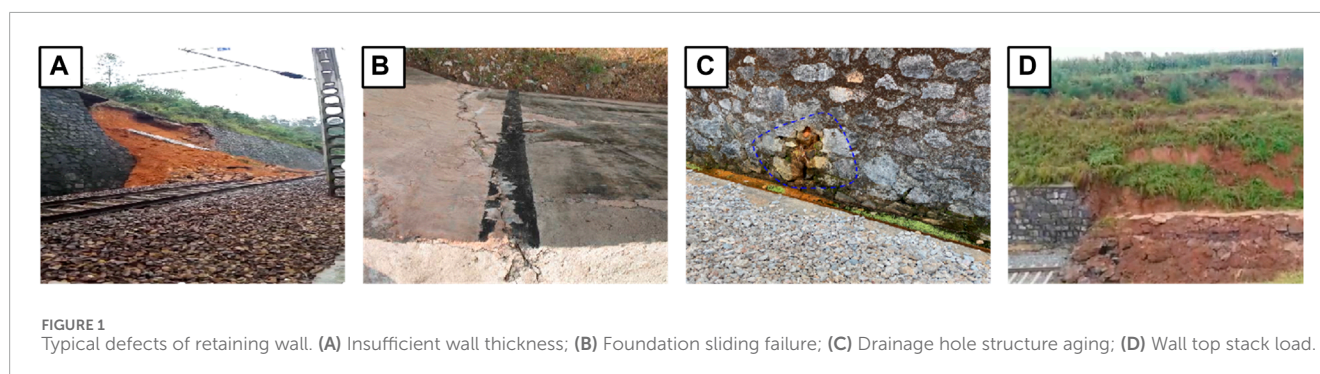 A
B
C
D
FIGURE 1
Typical defects of retaining wall. (A) Insufficient wall thickness; (B) Foundation sliding failure; (C) Drainage hole structure aging; (D) Wall top stack load.